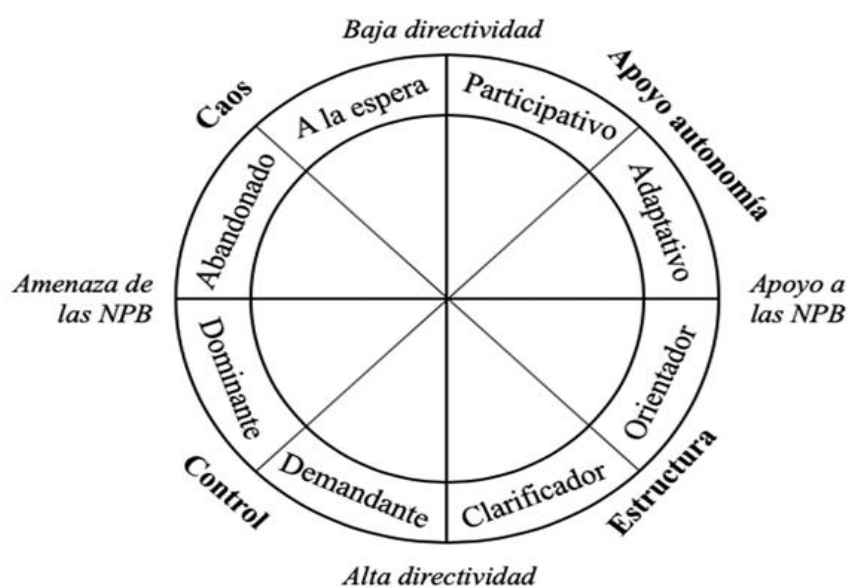 Baja directividad
Caos
A la espera
Participativo
Apoyo autonomía
Abandonado
Adaptativo
Amenaza de
las NPB
Apoyo a
las NPB
Dominante
Orientador
Control
Demandante
Clarificador
Estructura
Alta directividad